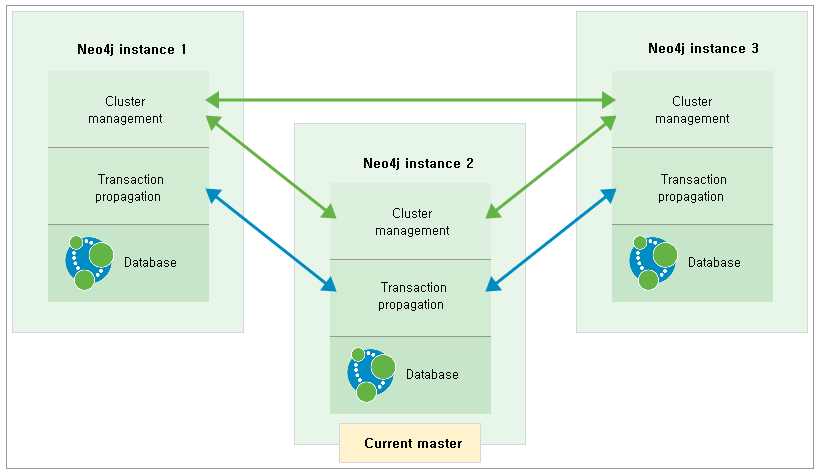 Neo4j instance 1
Cluster
management
Transaction
propagation
Database
Neo4j instance 2
Cluster
management
Transaction
propagation
Database
Current master
Neo4j instance 3
Cluster
management
Transaction
propagation
Database